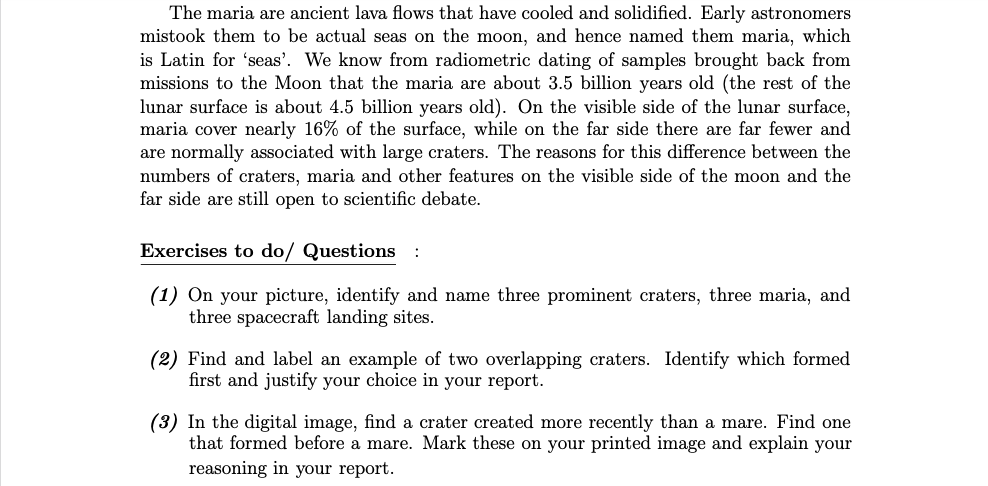 The maria are ancient lava flows that have cooled and solidified. Early astronomers
mistook them to be actual seas on the moon, and hence named them maria, which
is Latin for ‘seas’. We know from radiometric dating of samples brought back from
missions to the Moon that the maria are about 3.5 billion years old (the rest of the
lunar surface is about 4.5 billion years old). On the visible side of the lunar surface,
maria cover nearly 16% of the surface, while on the far side there are far fewer and
are normally associated with large craters. The reasons for this difference between the
numbers of craters, maria and other features on the visible side of the moon and the
far side are still open to scientific debate.
Exercises to do/ Questions :
(1) On your picture, identify and name three prominent craters, three maria, and
three spacecraft landing sites.
(2) Find and label an example of two overlapping craters. Identify which formed
first and justify your choice in your report.
(3) In the digital image, find a crater created more recently than a mare. Find one
that formed before a mare. Mark these on your printed image and explain your
reasoning in your report.